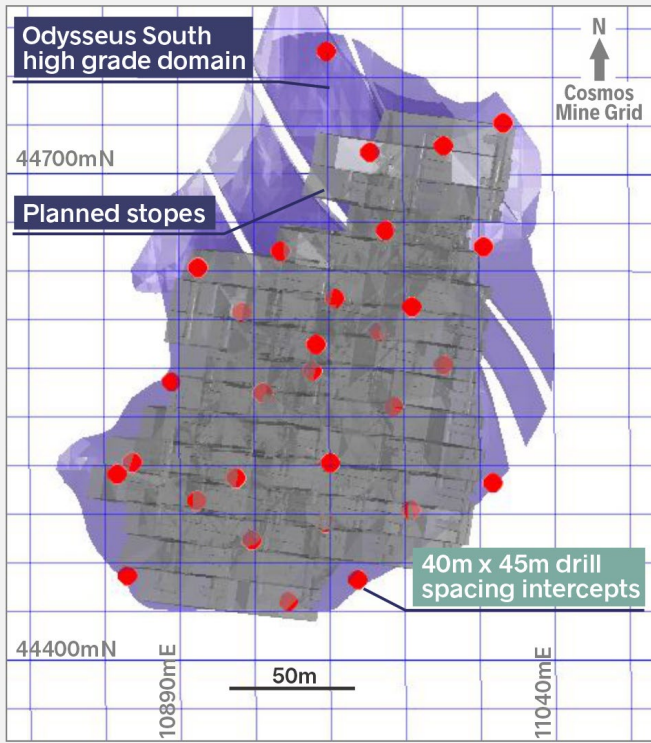 Odysseus South
high grade domain
N
Cosmos
Mine Grid
44700mN
Planned stopes
40m x 45m drill
spacing intercepts
44400mN
10890mE
50m
11040mE